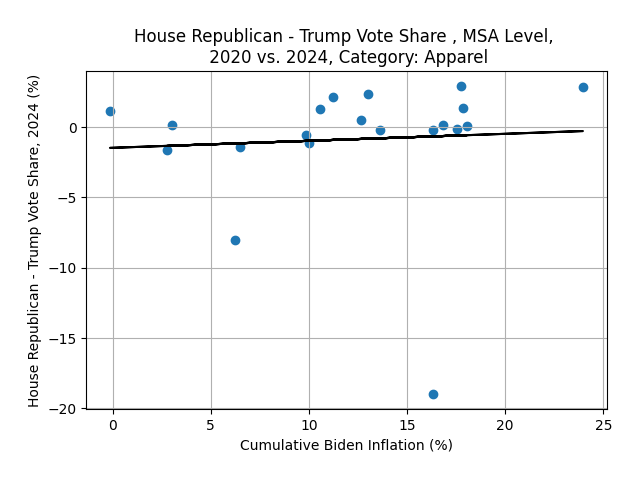 House Republican - Trump Vote Share , MSA Level,
2020 vs. 2024, Category: Apparel
House Republican - Trump Vote Share, 2024 (%)
0
−5
−10
−15
−20
0
5
10
15
20
25
Cumulative Biden Inflation (%)